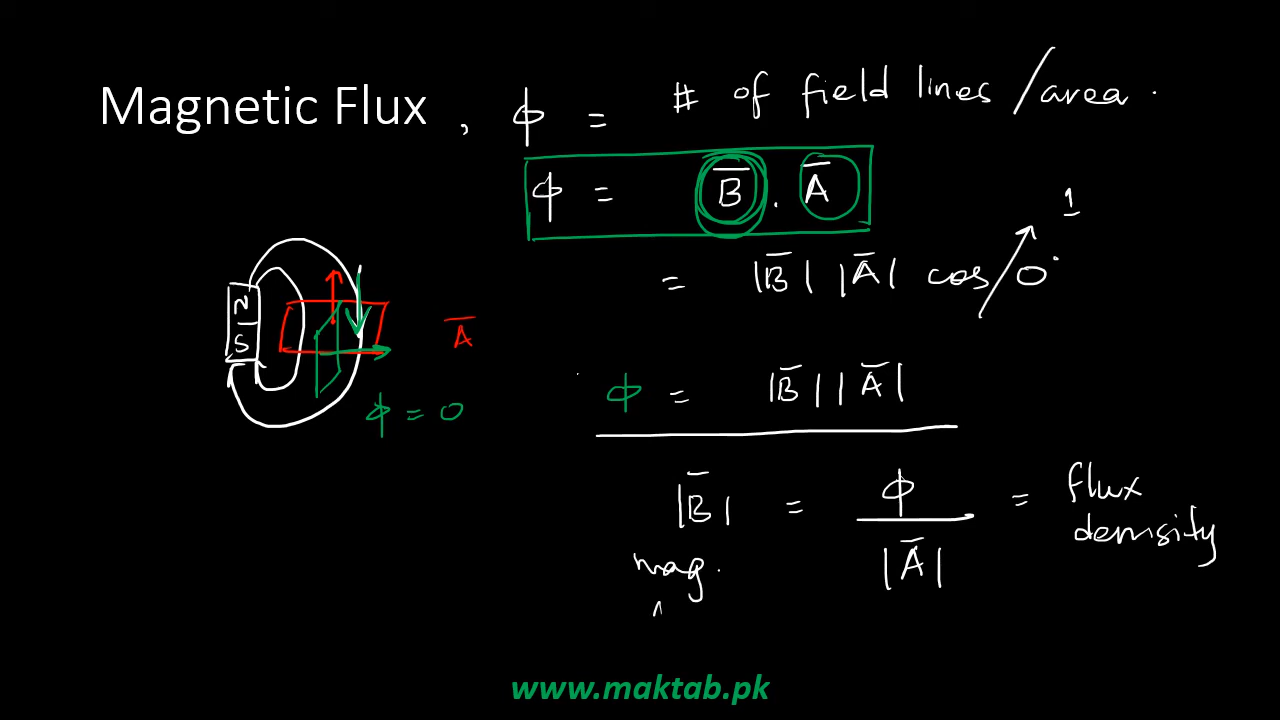 Magnetic Flux , ϕ = # of field lines / area .
ϕ = B̅ . A̅
= |B̅| |A̅| cos 0° 1
N
S
A̅
ϕ = 0
ϕ = |B̅| |A̅|
|B̅| = ϕ / |A̅| = flux density
mag.
www.maktab.pk